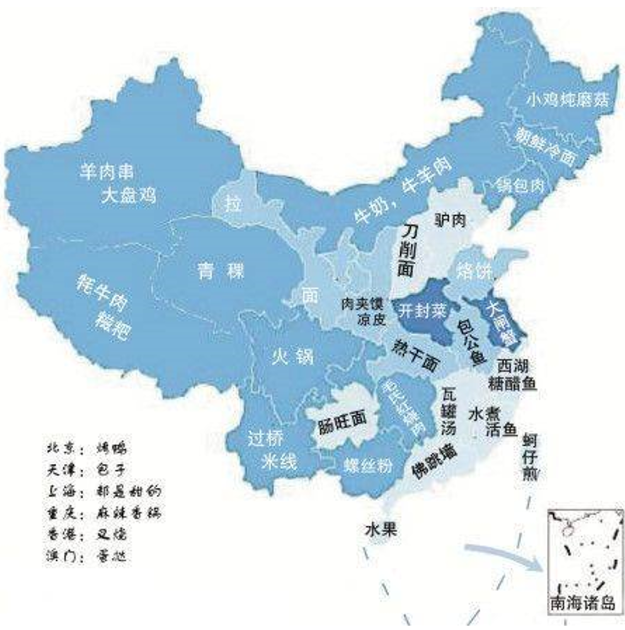 小鸡炖蘑菇
朝鲜冷面
锅包肉
羊肉串
大盘鸡
牛奶,牛羊肉
拉
驴肉
刀削面
青稞
烙饼
面
牦牛肉
糍粑
肉夹馍
凉皮
开封菜
大闸蟹
包公鱼
热干面
火锅
西湖
糖醋鱼
毛氏红烧肉
瓦罐汤
水煮
活鱼
肠旺面
过桥
米线
螺丝粉
佛跳墙
蚵仔煎
水果
北京:烤鸭
天津:包子
上海:都是甜的
重庆:麻辣香锅
香港:叉烧
澳门:蛋挞
南海诸岛